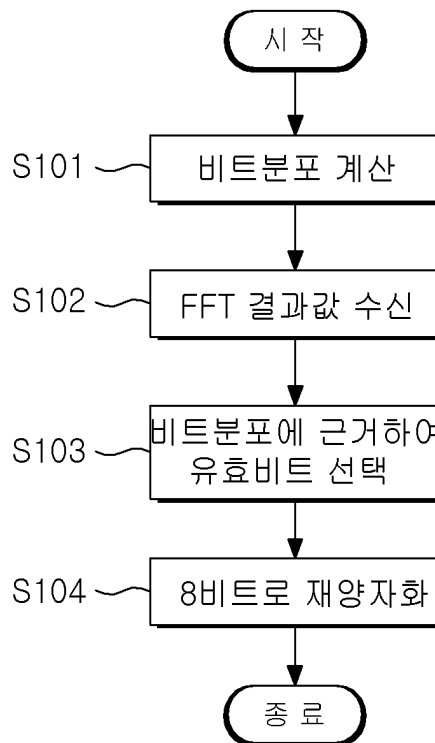 시 작
S101
비트분포 계산
S102
FFT 결과값 수신
S103
비트분포에 근거하여
유효비트 선택
S104
8비트로 재양자화
종 료